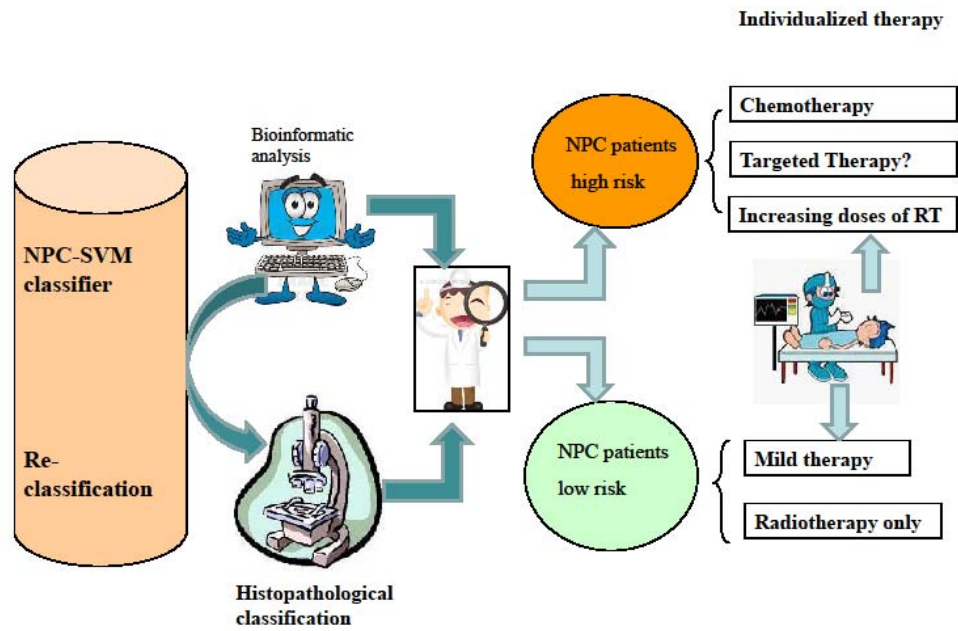 Individualized therapy
Bioinformatic
analysis
NPC-SVM
classifier
Re-
classification
Histopathological
classification
NPC patients
high risk
Chemotherapy
Targeted Therapy?
Increasing doses of RT
NPC patients
low risk
Mild therapy
Radiotherapy only